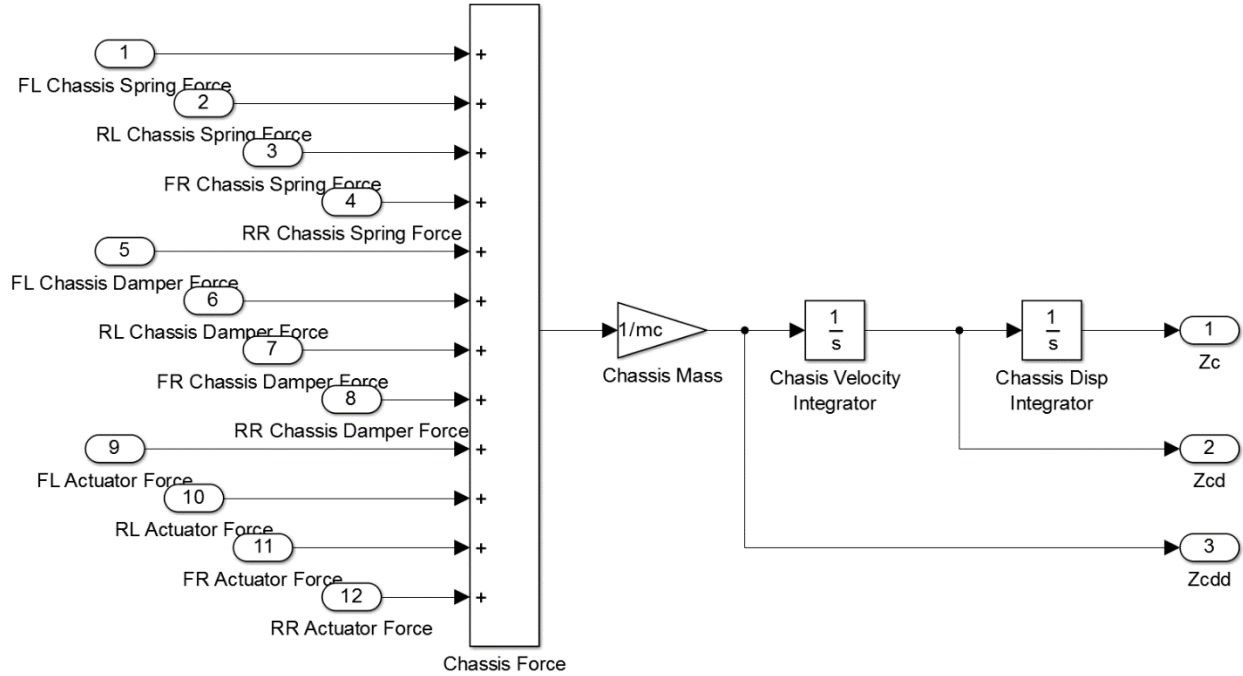 1
+
FL Chassis Spring Force
2
+
RL Chassis Spring Force
3
+
FR Chassis Spring Force
4
+
RR Chassis Spring Force
5
+
FL Chassis Damper Force
6
+
RL Chassis Damper Force
7
+
FR Chassis Damper Force
8
+
RR Chassis Damper Force
9
+
FL Actuator Force
10
+
RL Actuator Force
11
+
FR Actuator Force
12
+
RR Actuator Force
Chassis Force
1/mc
Chassis Mass
1
s
Chasis Velocity
Integrator
1
s
Chassis Disp
Integrator
1
Zc
2
Zcd
3
Zcdd